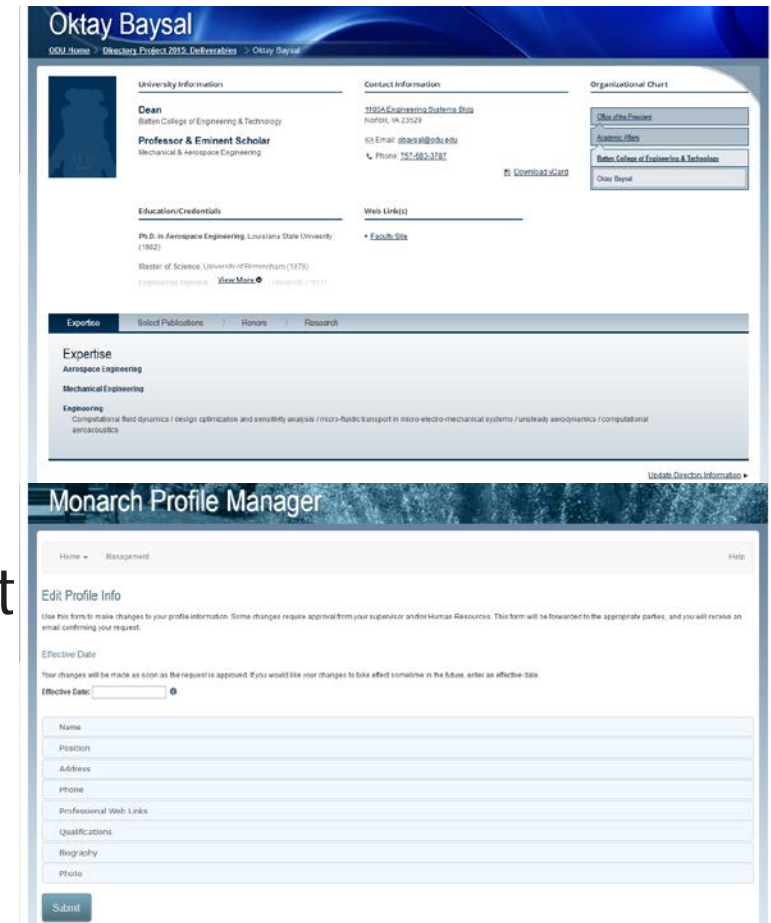 Oktay Baysal
ODU Home > Directory Project 2015: Deliverables > Oktay Baysal
University Information
Dean
Batten College of Engineering & Technology
Professor & Eminent Scholar
Mechanical & Aerospace Engineering
Contact Information
1105A Engineering Systems Bldg
Norfolk, VA 23529
Email: obaysal@odu.edu
Phone: 757-683-3787
Download vCard
Organizational Chart
Office of the President
Academic Affairs
Batten College of Engineering & Technology
Oktay Baysal
Education/Credentials
Ph.D. in Aerospace Engineering, Louisiana State University
(1982)
Master of Science, University of Birmingham (1978)
View More
Web Link(s)
• Faculty Site
Expertise Select Publications Honors Research
Expertise
Aerospace Engineering
Mechanical Engineering
Engineering
Computational fluid dynamics / design optimization and sensitivity analysis / micro-fluidic transport in micro-electro-mechanical systems / unsteady aerodynamics / computational
aeroacoustics
Update Directory Information ▸
Monarch Profile Manager
Home Management Help
t
Edit Profile Info
Use this form to make changes to your profile information. Some changes require approval from your supervisor and/or Human Resources. This form will be forwarded to the appropriate parties, and you will receive an
email confirming your request.
Effective Date
Your changes will be made as soon as the request is approved. If you would like your changes to take effect sometime in the future, enter an effective date.
Effective Date:
Name
Position
Address
Phone
Professional Web Links
Qualifications
Biography
Photo
Submit